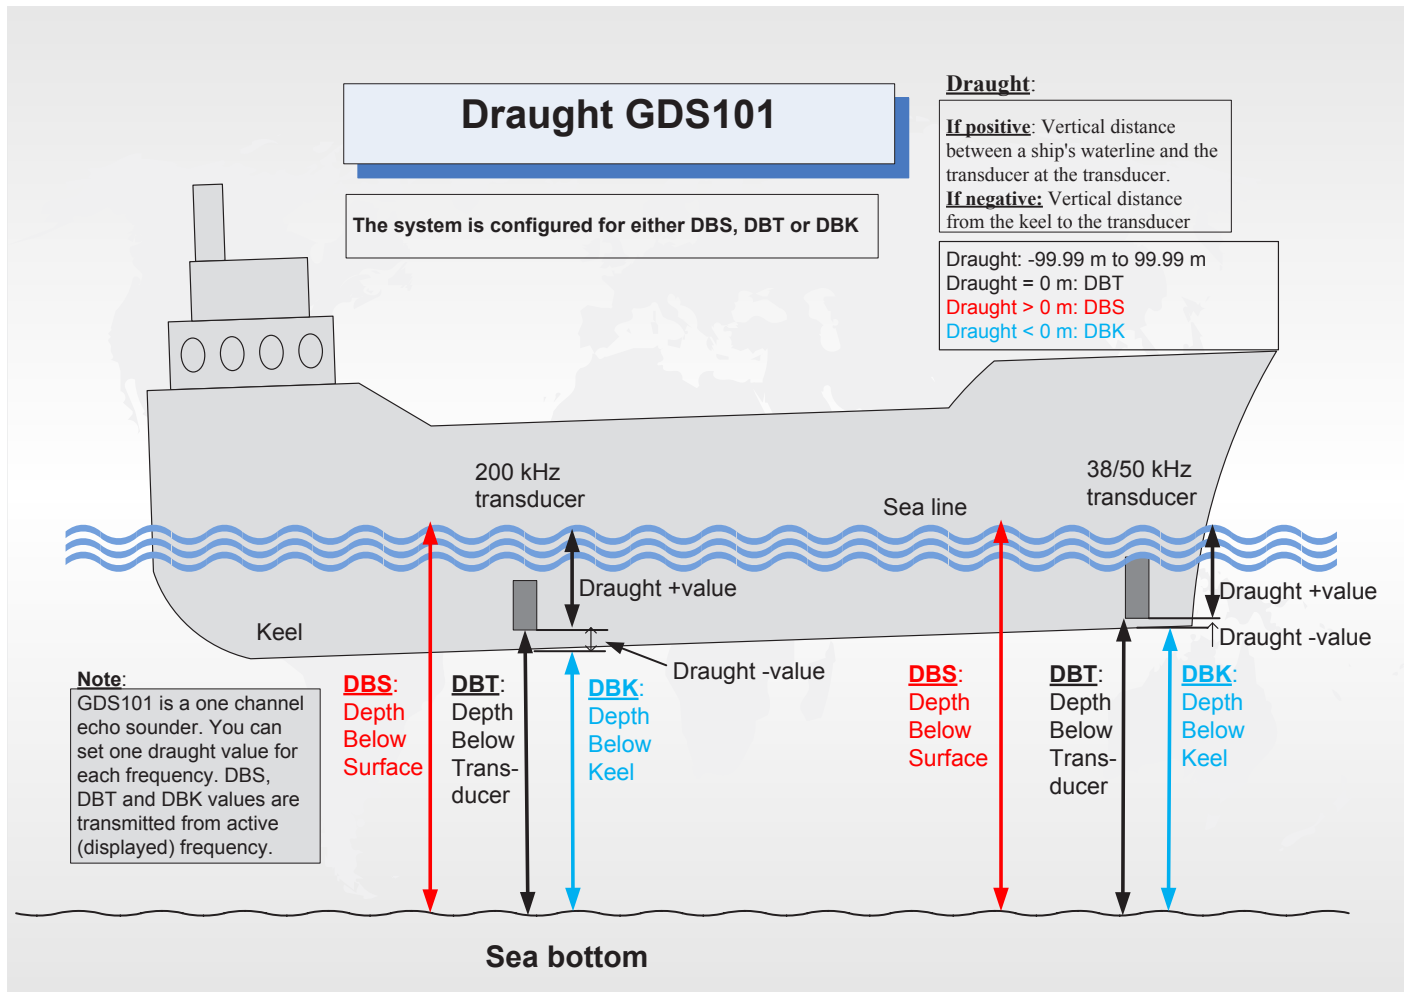 Draught GDS101
The system is configured for either DBS, DBT or DBK
Draught:
If positive: Vertical distance
between a ship's waterline and the
transducer at the transducer.
If negative: Vertical distance
from the keel to the transducer
Draught: -99.99 m to 99.99 m
Draught = 0 m: DBT
Draught > 0 m: DBS
Draught < 0 m: DBK
200 kHz
transducer
Sea line
38/50 kHz
transducer
Draught +value
Draught +value
Keel
Draught -value
Draught -value
Note:
GDS101 is a one channel
echo sounder. You can
set one draught value for
each frequency. DBS,
DBT and DBK values are
transmitted from active
(displayed) frequency.
DBS:
Depth
Below
Surface
DBT:
Depth
Below
Trans-
ducer
DBK:
Depth
Below
Keel
DBS:
Depth
Below
Surface
DBT:
Depth
Below
Trans-
ducer
DBK:
Depth
Below
Keel
Sea bottom